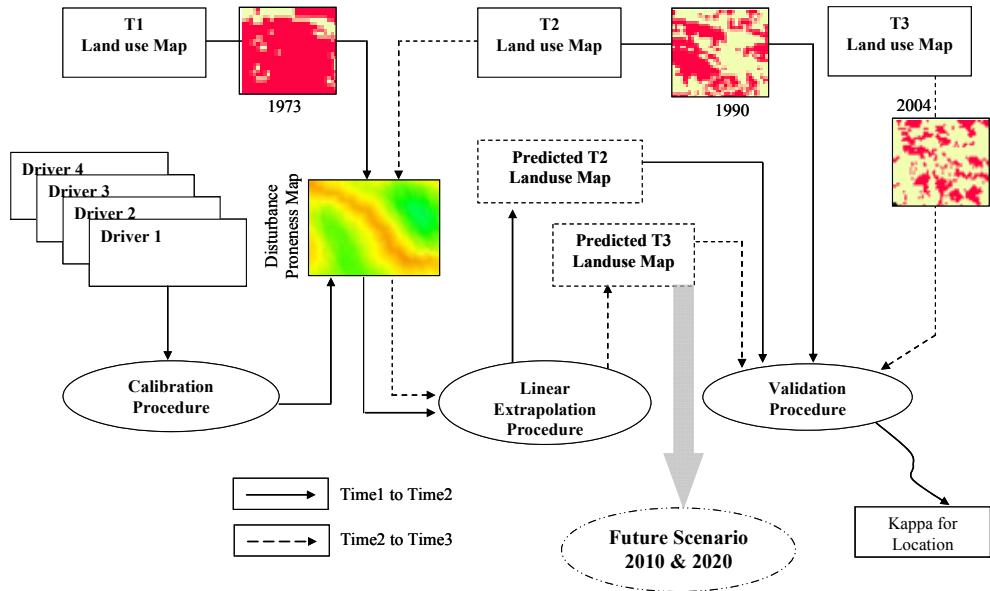 T1
Land use Map
1973
T2
Land use Map
1990
T3
Land use Map
2004
Driver 4
Driver 3
Driver 2
Driver 1
Disturbance
Proneness Map
Predicted T2
Landuse Map
Predicted T3
Landuse Map
Calibration
Procedure
Linear
Extrapolation
Procedure
Validation
Procedure
Time1 to Time2
Time2 to Time3
Future Scenario
2010 & 2020
Kappa for
Location